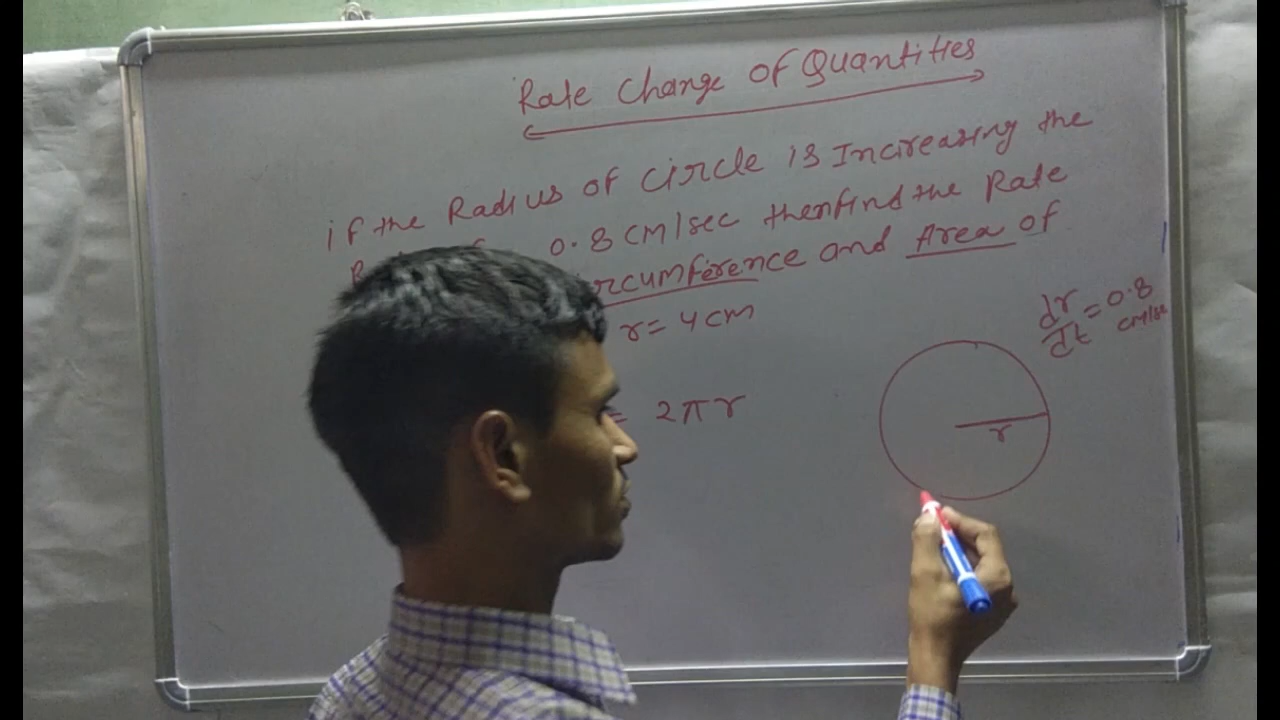 Rate Change of Quantities
if the Radius of circle is Increasing the
0.8 cm/sec then find the Rate
circumference and Area of
r = 4 cm
= 2πr
dr/dt = 0.8
cm/sec
r